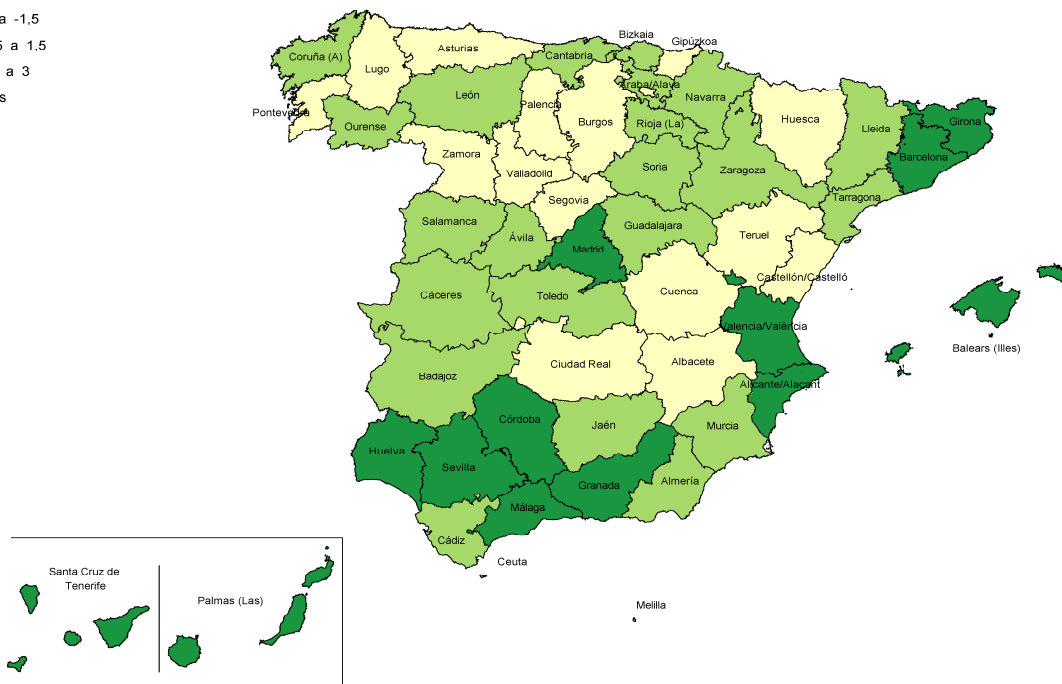 a -1,5
5 a 1.5
a 3
s
Bizkaia
Gipúzkoa
Asturias
Cantabria
Coruña (A)
Lugo
Araba/Alava
León
Navarra
Palencia
Pontevedra
Burgos
Huesca
Girona
Ourense
Rioja (La)
Lleida
Zamora
Barcelona
Valladolid
Soria
Zaragoza
Segovia
Tarragona
Salamanca
Guadalajara
Ávila
Teruel
Madrid
Castellón/Castelló
Cáceres
Toledo
Cuenca
Valencia/València
Balears (Illes)
Ciudad Real
Albacete
Badajoz
Alicante/Alacant
Córdoba
Jaén
Murcia
Huelva
Sevilla
Granada
Almería
Málaga
Cádiz
Ceuta
Santa Cruz de
Tenerife
Palmas (Las)
Melilla